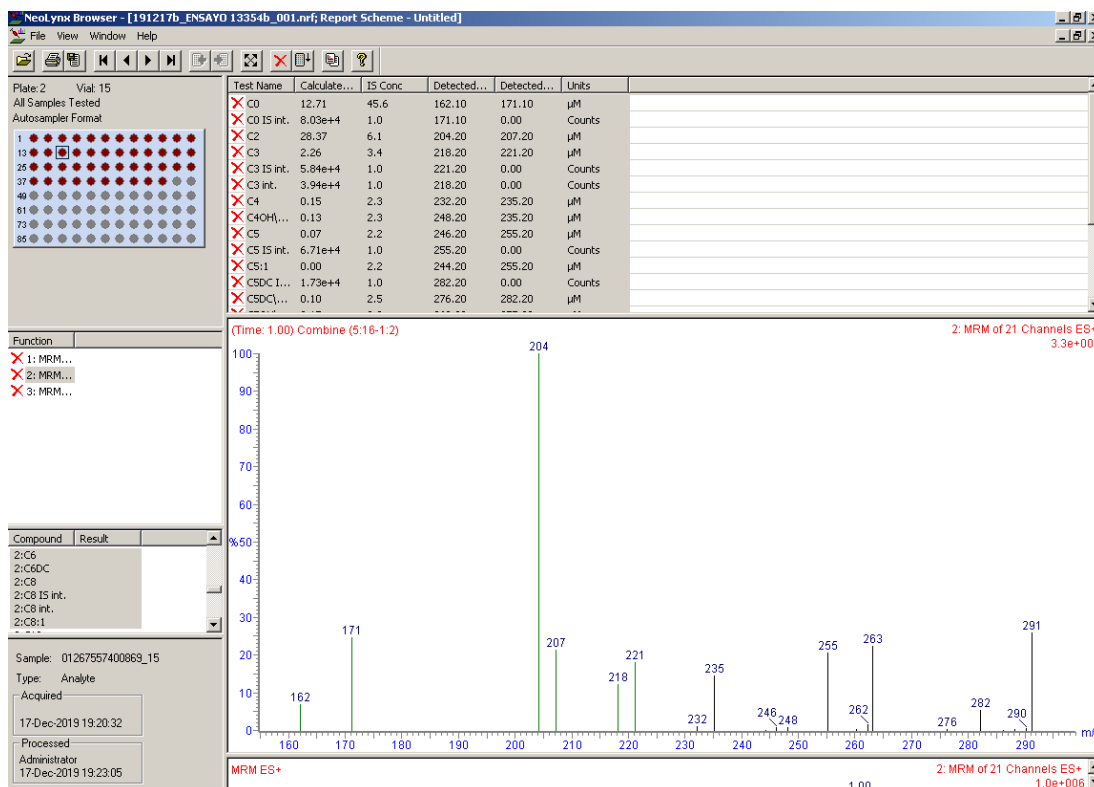 NeoLynx Browser - [191217b_ENSAYO 13354b_001.nrf; Report Scheme - Untitled]
File View Window Help
Plate: 2 Vial: 15
All Samples Tested
Autosampler Format
1
13
25
37
49
61
73
85
Test Name Calculate... IS Conc Detected... Detected... Units
C0 12.71 45.6 162.10 171.10 µM
C0 IS int. 8.03e+4 1.0 171.10 0.00 Counts
C2 28.37 6.1 204.20 207.20 µM
C3 2.26 3.4 218.20 221.20 µM
C3 IS int. 5.84e+4 1.0 221.20 0.00 Counts
C3 int. 3.94e+4 1.0 218.20 0.00 Counts
C4 0.15 2.3 232.20 235.20 µM
C4OH\... 0.13 2.3 248.20 235.20 µM
C5 0.07 2.2 246.20 255.20 µM
C5 IS int. 6.71e+4 1.0 255.20 0.00 Counts
C5:1 0.00 2.2 244.20 255.20 µM
C5DC I... 1.73e+4 1.0 282.20 0.00 Counts
C5DC\... 0.10 2.5 276.20 282.20 µM
Function
1: MRM...
2: MRM...
3: MRM...
Compound Result
2:C6
2:C6DC
2:C8
2:C8 IS int.
2:C8 int.
2:C8:1
Sample: 01267557400869_15
Type: Analyte
Acquired
17-Dec-2019 19:20:32
Processed
Administrator
17-Dec-2019 19:23:05
(Time: 1.00) Combine (5:16-1:2)
2: MRM of 21 Channels ES+
3.3e+00
100
90
80
70
60
%50
40
30
20
10
0
204
171
162
207
218
221
232
235
246
248
255
262
263
276
282
290
291
160 170 180 190 200 210 220 230 240 250 260 270 280 290
MRM ES+
2: MRM of 21 Channels ES+
1.0e+006
1.00